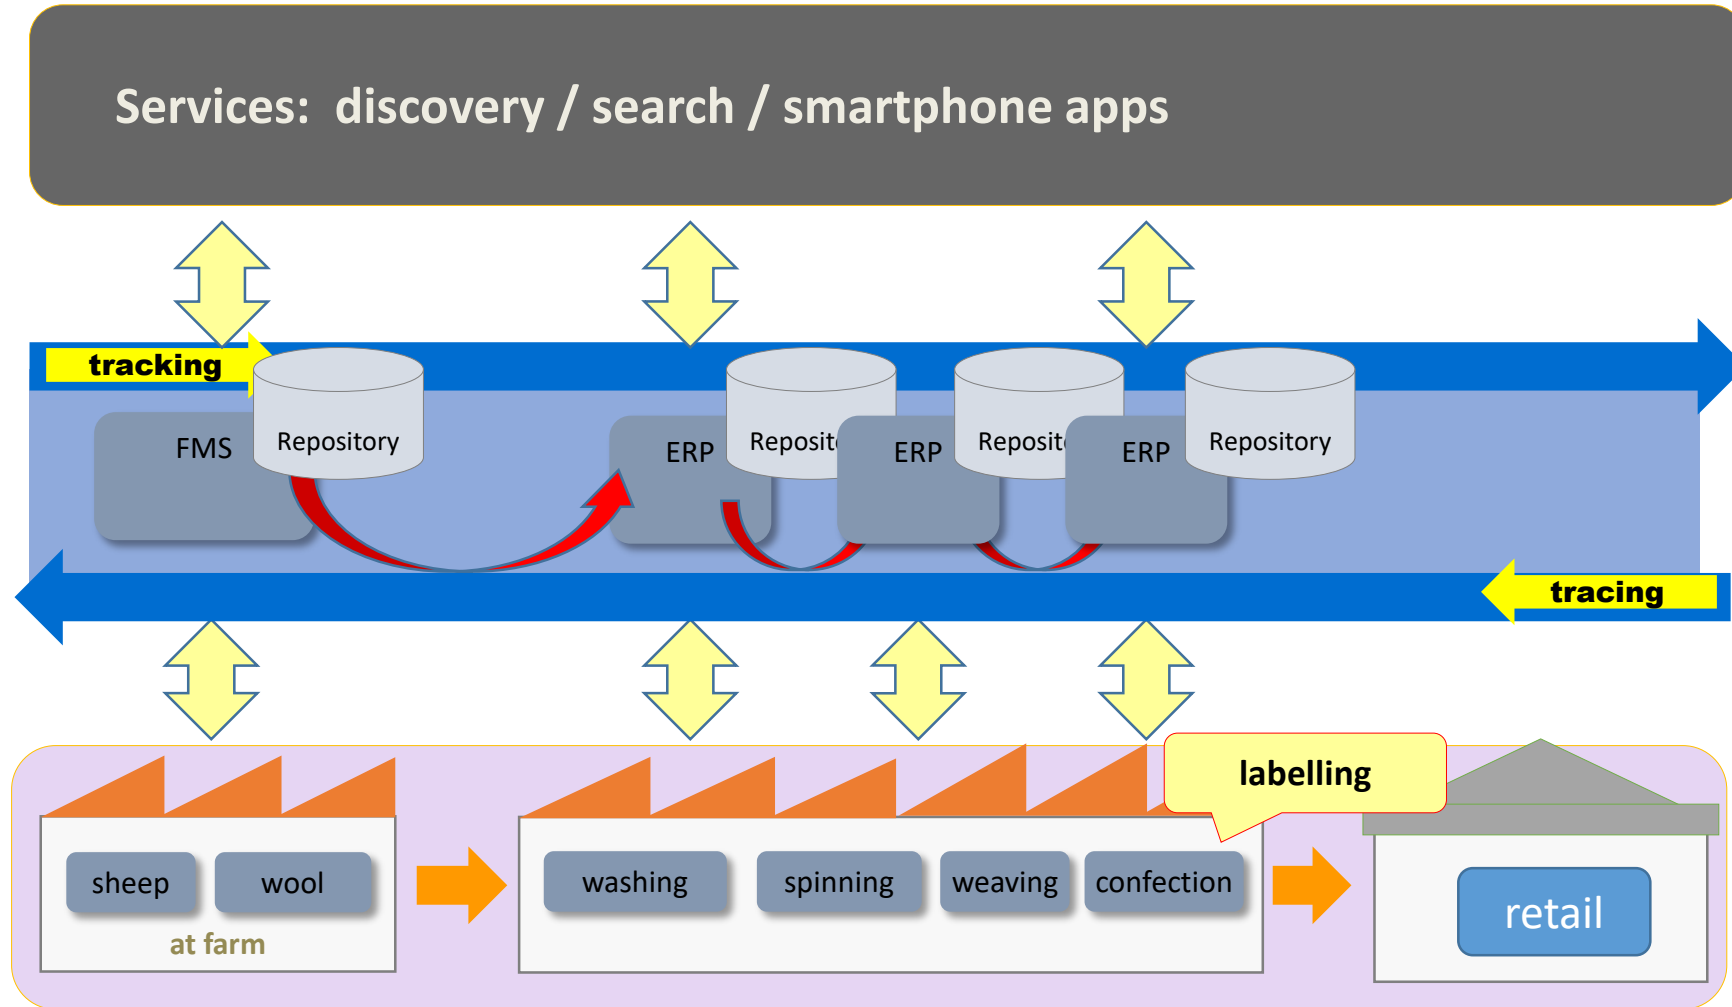 Services:  discovery / search / smartphone apps
tracking
FMS
Repository
ERP
Reposit
ERP
Reposito
ERP
Repository
tracing
labelling
sheep
wool
washing
spinning
weaving
confection
retail
at farm